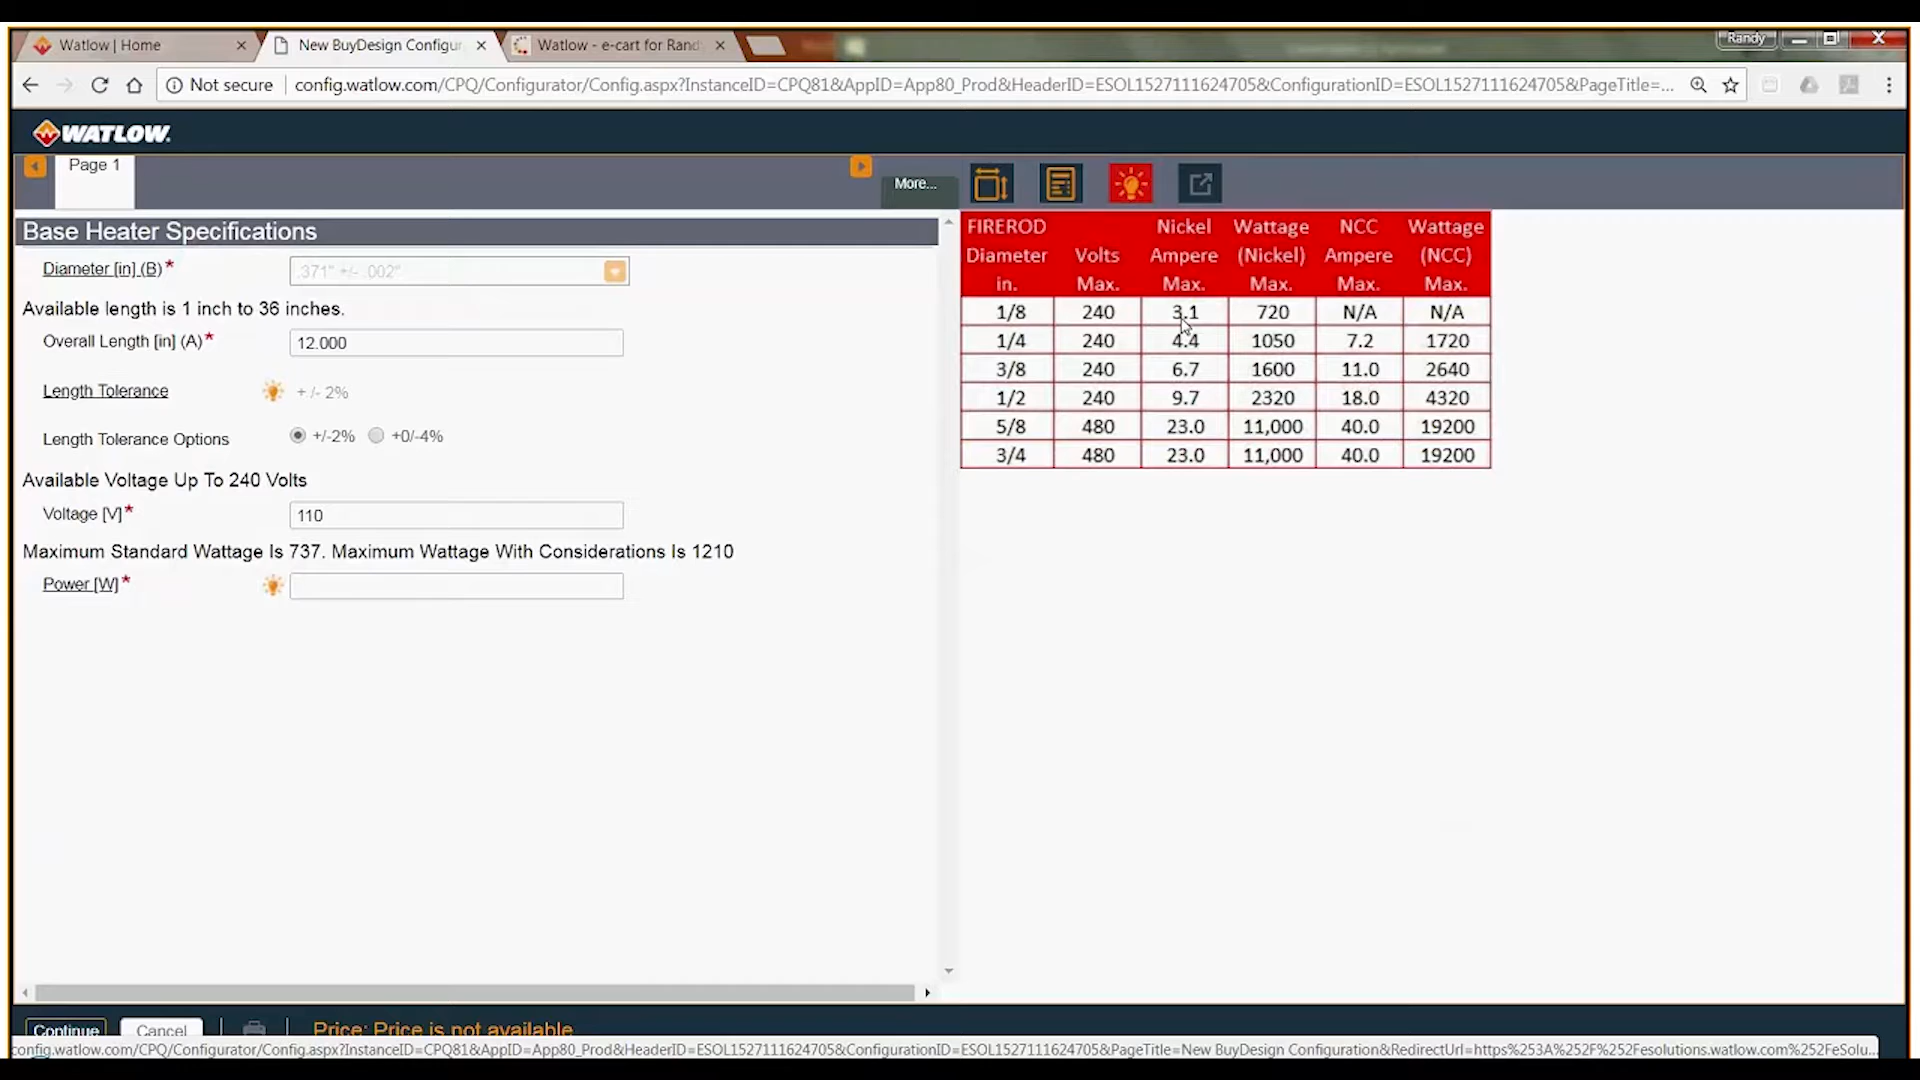 Watlow | Home
New BuyDesign Configur
Watlow - e-cart for Rand
Randy
Not secure
config.watlow.com/CPQ/Configurator/Config.aspx?InstanceID=CPQ81&AppID=App80_Prod&HeaderID=ESOL1527111624705&ConfigurationID=ESOL1527111624705&PageTitle=...
WATLOW.
Page 1
More...
Base Heater Specifications
Diameter [in] (B)* .371" +/- .002"
Available length is 1 inch to 36 inches.
Overall Length [in] (A)* 12.000
Length Tolerance + /- 2%
Length Tolerance Options +/-2% +0/-4%
Available Voltage Up To 240 Volts
Voltage [V]* 110
Maximum Standard Wattage Is 737. Maximum Wattage With Considerations Is 1210
Power [W]*
FIREROD Nickel Wattage NCC Wattage
Diameter Volts Ampere (Nickel) Ampere (NCC)
in. Max. Max. Max. Max. Max.
1/8 240 3.1 720 N/A N/A
1/4 240 4.4 1050 7.2 1720
3/8 240 6.7 1600 11.0 2640
1/2 240 9.7 2320 18.0 4320
5/8 480 23.0 11,000 40.0 19200
3/4 480 23.0 11,000 40.0 19200
Continue Cancel Price: Price is not available
config.watlow.com/CPQ/Configurator/Config.aspx?InstanceID=CPQ81&AppID=App80_Prod&HeaderID=ESOL1527111624705&ConfigurationID=ESOL1527111624705&PageTitle=New BuyDesign Configuration&RedirectUrl=https%253A%252F%252Fesolutions.watlow.com%252FeSolu...